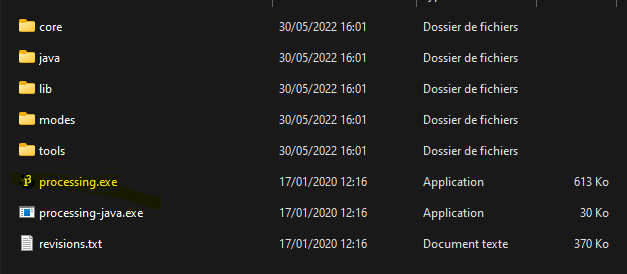 core 30/05/2022 16:01 Dossier de fichiers
java 30/05/2022 16:01 Dossier de fichiers
lib 30/05/2022 16:01 Dossier de fichiers
modes 30/05/2022 16:01 Dossier de fichiers
tools 30/05/2022 16:01 Dossier de fichiers
processing.exe 17/01/2020 12:16 Application 613 Ko
processing-java.exe 17/01/2020 12:16 Application 30 Ko
revisions.txt 17/01/2020 12:16 Document texte 370 Ko